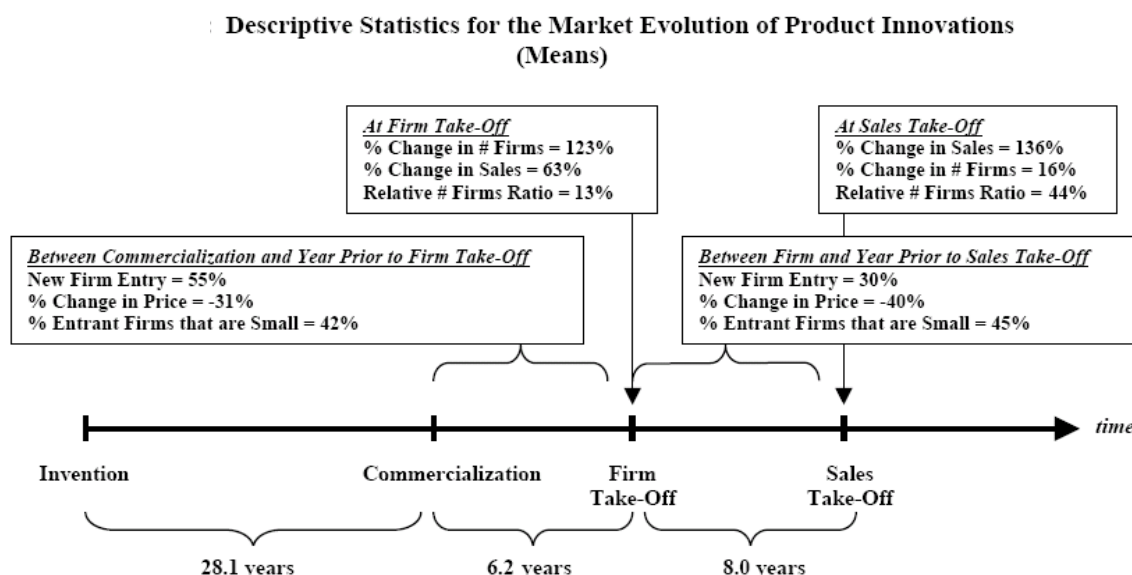 : Descriptive Statistics for the Market Evolution of Product Innovations
(Means)
At Firm Take-Off
% Change in # Firms = 123%
% Change in Sales = 63%
Relative # Firms Ratio = 13%
At Sales Take-Off
% Change in Sales = 136%
% Change in # Firms = 16%
Relative # Firms Ratio = 44%
Between Commercialization and Year Prior to Firm Take-Off
New Firm Entry = 55%
% Change in Price = -31%
% Entrant Firms that are Small = 42%
Between Firm and Year Prior to Sales Take-Off
New Firm Entry = 30%
% Change in Price = -40%
% Entrant Firms that are Small = 45%
time
Invention
Commercialization
Firm
Take-Off
Sales
Take-Off
28.1 years
6.2 years
8.0 years